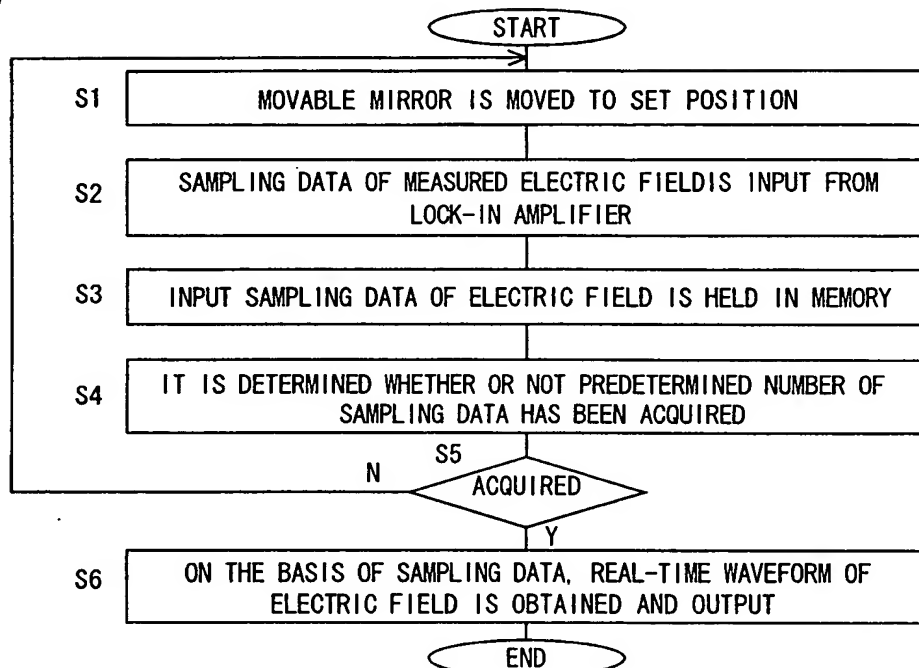 START
S1
MOVABLE MIRROR IS MOVED TO SET POSITION
S2
SAMPLING DATA OF MEASURED ELECTRIC FIELDIS INPUT FROM
LOCK-IN AMPLIFIER
S3
INPUT SAMPLING DATA OF ELECTRIC FIELD IS HELD IN MEMORY
S4
IT IS DETERMINED WHETHER OR NOT PREDETERMINED NUMBER OF
SAMPLING DATA HAS BEEN ACQUIRED
S5
N
ACQUIRED
Y
S6
ON THE BASIS OF SAMPLING DATA, REAL-TIME WAVEFORM OF
ELECTRIC FIELD IS OBTAINED AND OUTPUT
END